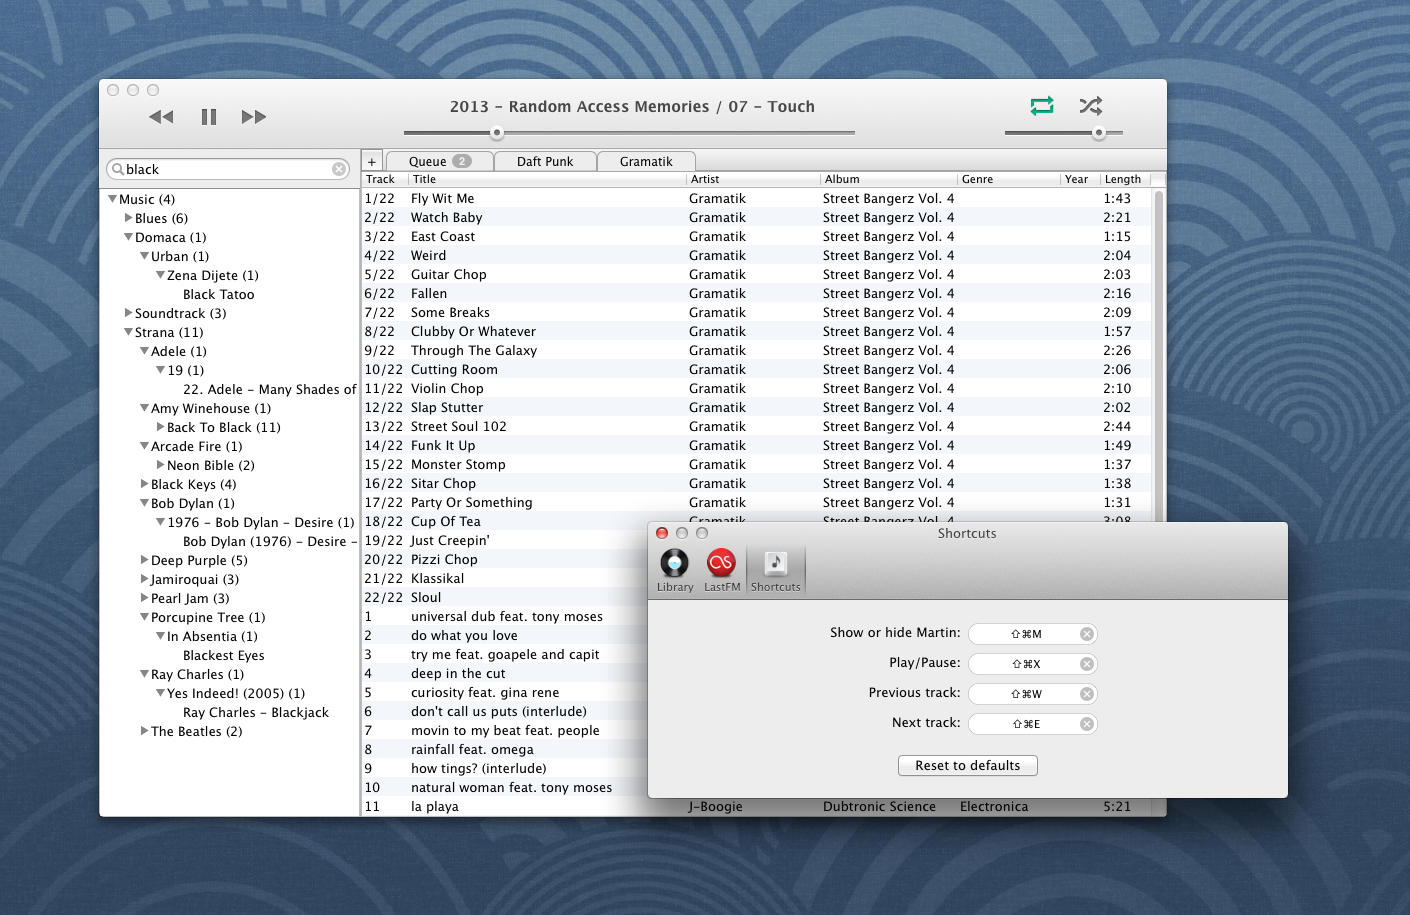 2013 – Random Access Memories / 07 – Touch
black
+ Queue 2 Daft Punk Gramatik
Track Title Artist Album Genre Year Length
Music (4)
Blues (6)
Domaca (1)
Urban (1)
Zena Dijete (1)
Black Tatoo
Soundtrack (3)
Strana (11)
Adele (1)
19 (1)
22. Adele – Many Shades of
Amy Winehouse (1)
Back To Black (11)
Arcade Fire (1)
Neon Bible (2)
Black Keys (4)
Bob Dylan (1)
1976 – Bob Dylan – Desire (1)
Bob Dylan (1976) – Desire –
Deep Purple (5)
Jamiroquai (3)
Pearl Jam (3)
Porcupine Tree (1)
In Absentia (1)
Blackest Eyes
Ray Charles (1)
Yes Indeed! (2005) (1)
Ray Charles – Blackjack
The Beatles (2)
1/22 Fly Wit Me Gramatik Street Bangerz Vol. 4 1:43
2/22 Watch Baby Gramatik Street Bangerz Vol. 4 2:21
3/22 East Coast Gramatik Street Bangerz Vol. 4 1:15
4/22 Weird Gramatik Street Bangerz Vol. 4 2:04
5/22 Guitar Chop Gramatik Street Bangerz Vol. 4 2:03
6/22 Fallen Gramatik Street Bangerz Vol. 4 2:16
7/22 Some Breaks Gramatik Street Bangerz Vol. 4 2:09
8/22 Clubby Or Whatever Gramatik Street Bangerz Vol. 4 1:57
9/22 Through The Galaxy Gramatik Street Bangerz Vol. 4 2:26
10/22 Cutting Room Gramatik Street Bangerz Vol. 4 2:06
11/22 Violin Chop Gramatik Street Bangerz Vol. 4 2:10
12/22 Slap Stutter Gramatik Street Bangerz Vol. 4 2:02
13/22 Street Soul 102 Gramatik Street Bangerz Vol. 4 2:44
14/22 Funk It Up Gramatik Street Bangerz Vol. 4 1:49
15/22 Monster Stomp Gramatik Street Bangerz Vol. 4 1:37
16/22 Sitar Chop Gramatik Street Bangerz Vol. 4 1:38
17/22 Party Or Something Gramatik Street Bangerz Vol. 4 1:31
18/22 Cup Of Tea Gramatik Street Bangerz Vol. 4 3:08
19/22 Just Creepin'
20/22 Pizzi Chop
21/22 Klassikal
22/22 Sloul
1 universal dub feat. tony moses
2 do what you love
3 try me feat. goapele and capit
4 deep in the cut
5 curiosity feat. gina rene
6 don't call us puts (interlude)
7 movin to my beat feat. people
8 rainfall feat. omega
9 how tings? (interlude)
10 natural woman feat. tony moses
11 la playa J-Boogie Dubtronic Science Electronica 5:21
Shortcuts
Library LastFM Shortcuts
Show or hide Martin: ⇧⌘M
Play/Pause: ⇧⌘X
Previous track: ⇧⌘W
Next track: ⇧⌘E
Reset to defaults